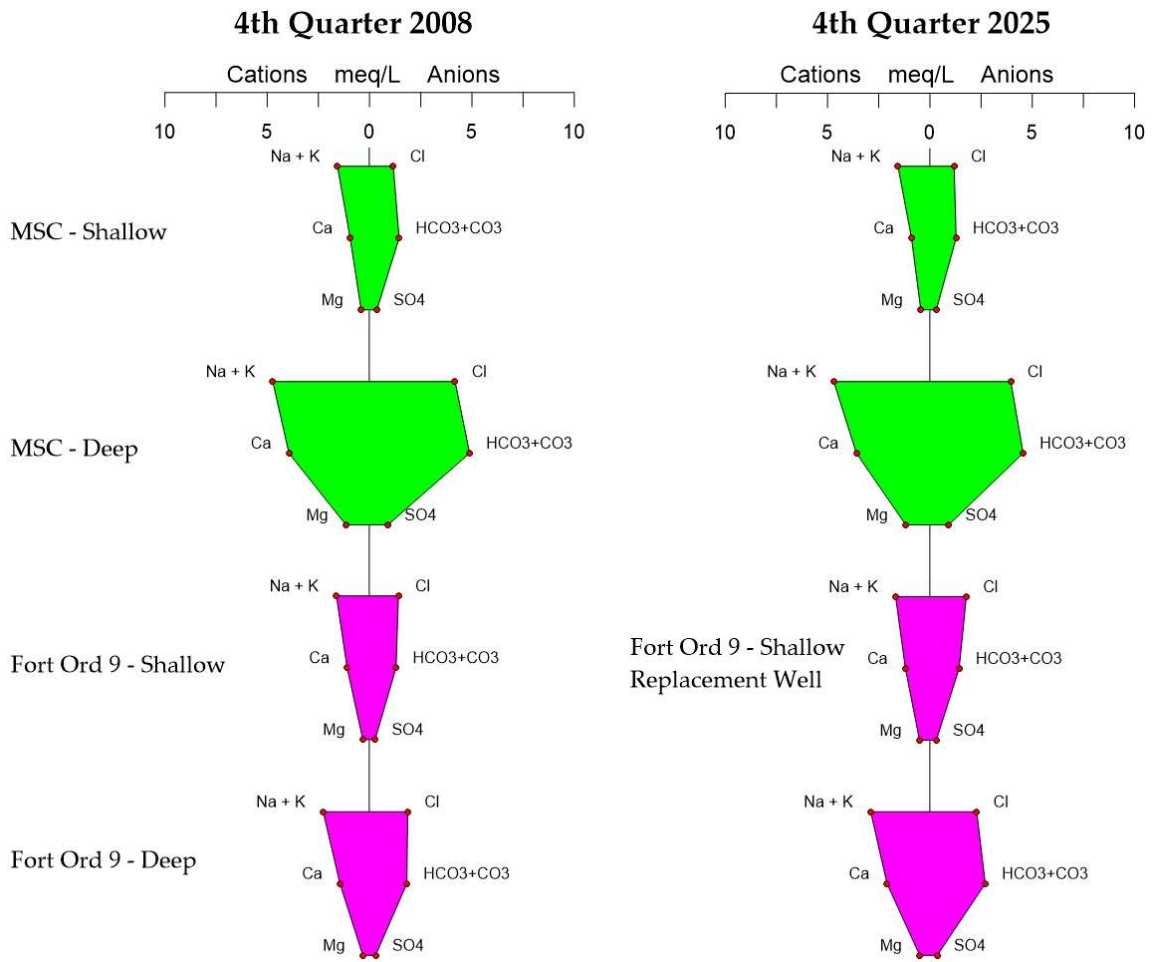 4th Quarter 2008
4th Quarter 2025
Cations meq/L Anions
Cations meq/L Anions
10 5 0 5 10
10 5 0 5 10
Na + K Cl
Na + K Cl
MSC - Shallow
Ca HCO3+CO3
Ca HCO3+CO3
Mg SO4
Mg SO4
Na + K Cl
Na + K Cl
MSC - Deep
Ca HCO3+CO3
Ca HCO3+CO3
Mg SO4
Mg SO4
Na + K Cl
Na + K Cl
Fort Ord 9 - Shallow
Ca HCO3+CO3
Fort Ord 9 - Shallow
Replacement Well
Ca HCO3+CO3
Mg SO4
Mg SO4
Na + K Cl
Na + K Cl
Fort Ord 9 - Deep
Ca HCO3+CO3
Ca HCO3+CO3
Mg SO4
Mg SO4